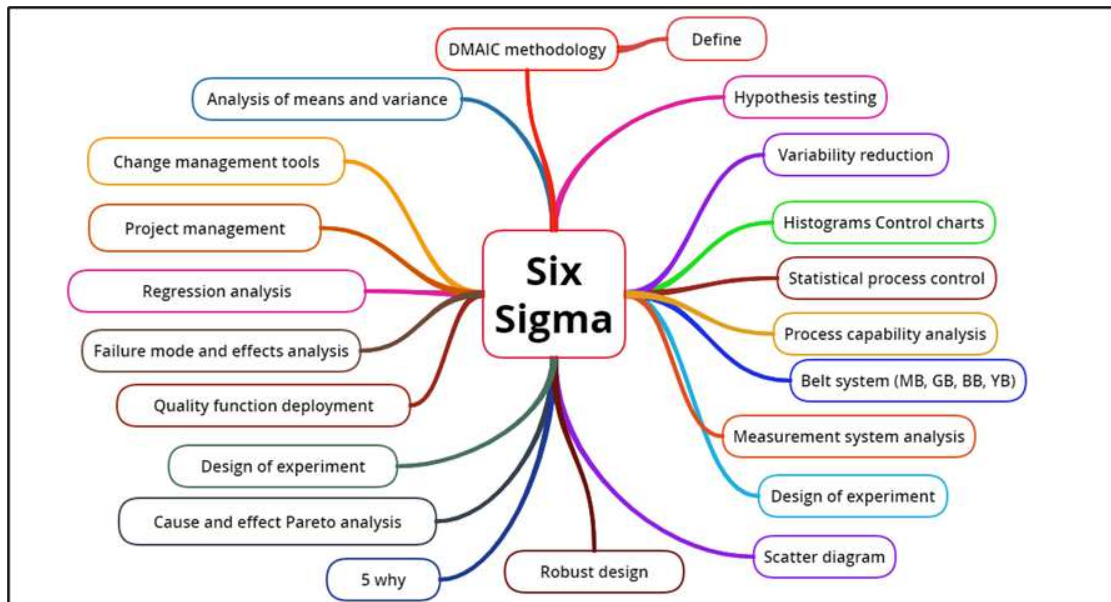 DMAIC methodology
Define
Analysis of means and variance
Hypothesis testing
Change management tools
Variability reduction
Project management
Histograms Control charts
Six
Sigma
Statistical process control
Regression analysis
Process capability analysis
Failure mode and effects analysis
Belt system (MB, GB, BB, YB)
Quality function deployment
Measurement system analysis
Design of experiment
Design of experiment
Cause and effect Pareto analysis
Scatter diagram
Robust design
5 why